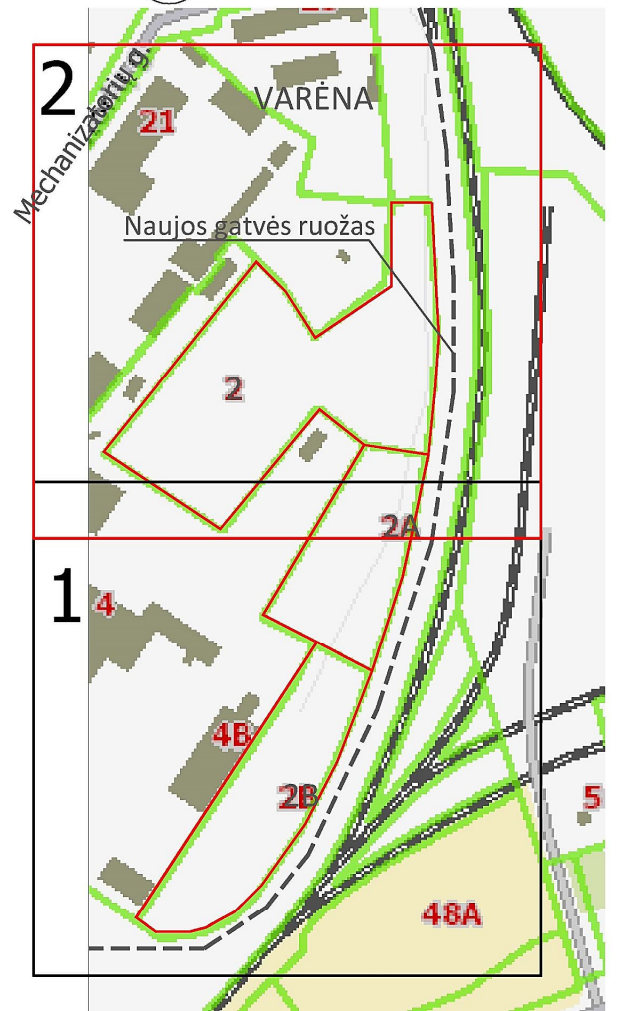 2
Mechanizatorių g.
VARĖNA
21
Naujos gatvės ruožas
2
2A
1
4
4B
2B
5
48A